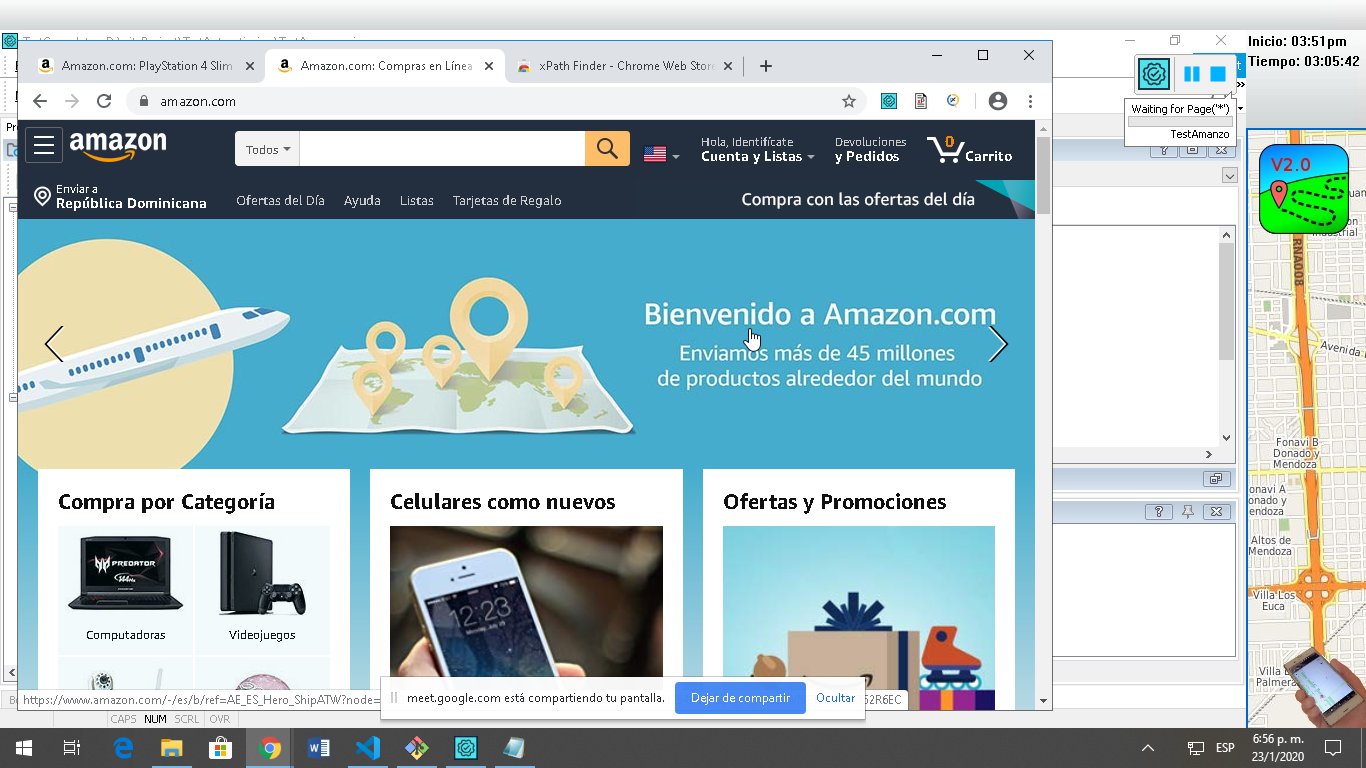 Inicio: 03:51pm
Tiempo: 03:05:42
Amazon.com: PlayStation 4 Slim
Amazon.com: Compras en Línea
xPath Finder - Chrome Web Store
amazon.com
Waiting for Page('*')
TestAmanzo
V2.0
amazon
Todos
Hola, Identifícate
Cuenta y Listas
Devoluciones
y Pedidos
0
Carrito
Enviar a
República Dominicana
Ofertas del Día
Ayuda
Listas
Tarjetas de Regalo
Compra con las ofertas del día
Bienvenido a Amazon.com
Enviamos más de 45 millones
de productos alrededor del mundo
RNA008
Avenida
Fonavi B
Donado y
Mendoza
Altos de
Mendoza
Villa Los
Euca
Compra por Categoría
Celulares como nuevos
Ofertas y Promociones
PREDATOR
12:23
Computadoras
Videojuegos
https://www.amazon.com/-/es/b/ref=AE_ES_Hero_ShipATW?node=
meet.google.com está compartiendo tu pantalla.
Dejar de compartir
Ocultar
52R6EC
CAPS NUM SCRL OVR
ESP
6:56 p. m.
23/1/2020